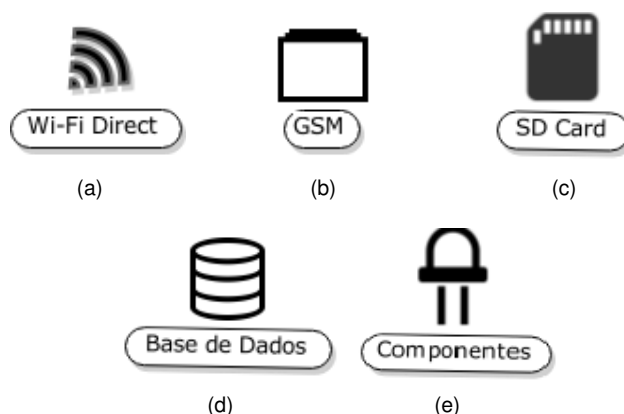 Wi-Fi Direct
GSM
SD Card
(a)
(b)
(c)
Base de Dados
Componentes
(d)
(e)